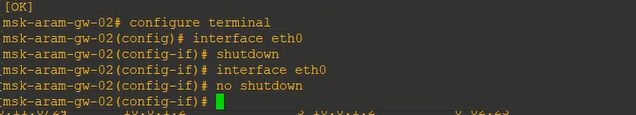 [OK]
msk-aram-gw-02# configure terminal
msk-aram-gw-02(config)# interface eth0
msk-aram-gw-02(config-if)# shutdown
msk-aram-gw-02(config-if)# interface eth0
msk-aram-gw-02(config-if)# no shutdown
msk-aram-gw-02(config-if)#